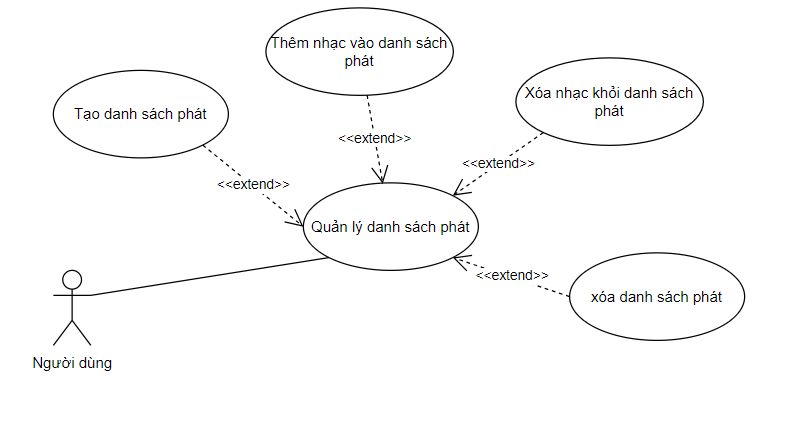 Thêm nhạc vào danh sách
phát
Xóa nhạc khỏi danh sách
phát
Tạo danh sách phát
<<extend>>
<<extend>>
<<extend>>
Quản lý danh sách phát
<<extend>>
xóa danh sách phát
Người dùng